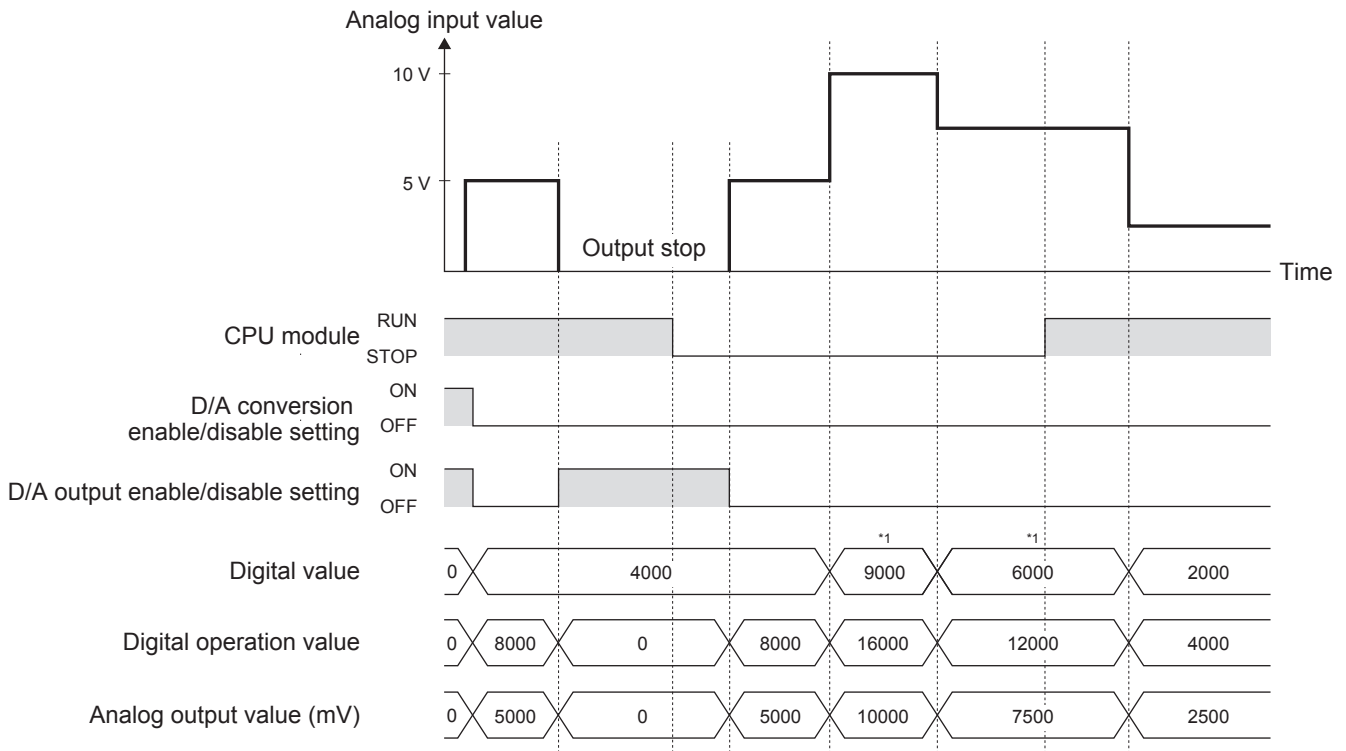 Analog input value
10 V
5 V
Output stop
Time
CPU module
RUN
STOP
D/A conversion
enable/disable setting
ON
OFF
D/A output enable/disable setting
ON
OFF
*1
*1
Digital value
0
4000
9000
6000
2000
Digital operation value
0
8000
0
8000
16000
12000
4000
Analog output value (mV)
0
5000
0
5000
10000
7500
2500